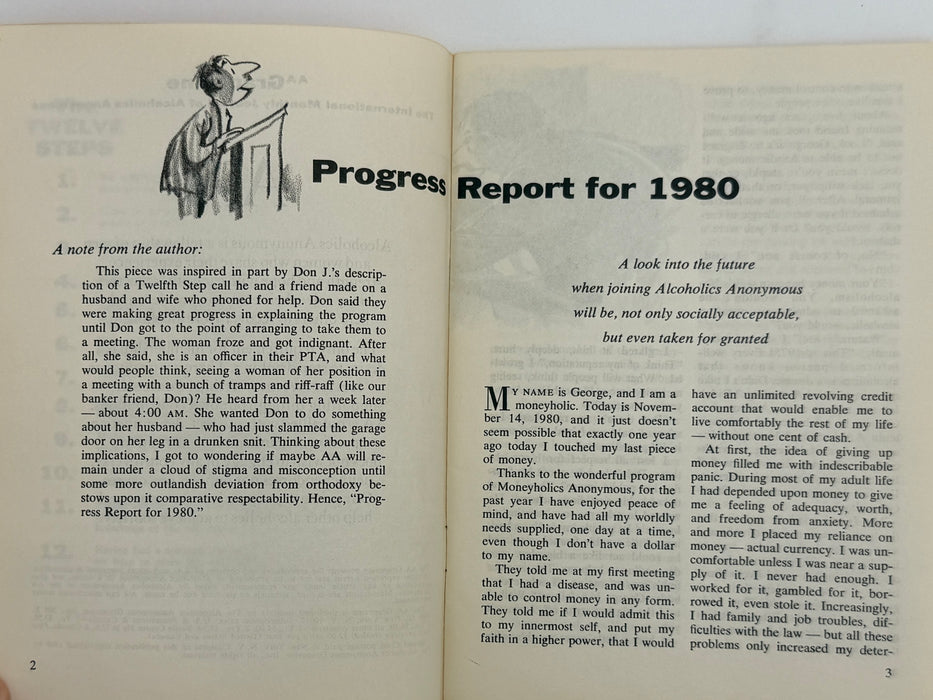 Progress Report for 1980
A note from the author:
This piece was inspired in part by Don J.'s descrip-
tion of a Twelfth Step call he and a friend made on a
husband and wife who phoned for help. Don said they
were making great progress in explaining the program
until Don got to the point of arranging to take them to
a meeting. The woman froze and got indignant. After
all, she said, she is an officer in their PTA, and what
would people think, seeing a woman of her position in
a meeting with a bunch of tramps and riff-raff (like our
banker friend, Don)? He heard from her a week later
— about 4:00 AM. She wanted Don to do something
about her husband — who had just slammed the garage
door on her leg in a drunken snit. Thinking about these
implications, I got to wondering if maybe AA will re-
main under a cloud of stigma and misconception until
some more outlandish deviation from orthodoxy be-
stows upon it comparative respectability. Hence, "Prog-
ress Report for 1980."
2
A look into the future
when joining Alcoholics Anonymous
will be, not only socially acceptable,
but even taken for granted
MY NAME is George, and I am a
moneyholic. Today is Novem-
ber 14, 1980, and it just doesn't
seem possible that exactly one year
ago today I touched my last piece
of money.
Thanks to the wonderful program
of Moneyholics Anonymous, for the
past year I have enjoyed peace of
mind, and have had all my worldly
needs supplied, one day at a time,
even though I don't have a dollar
to my name.
They told me at my first meeting
that I had a disease, and was un-
able to control money in any form.
They told me if I would admit this
to my innermost self, and put my
faith in a higher power, that I would
have an unlimited revolving credit
account that would enable me to
live comfortably the rest of my life
— without one cent of cash.
At first, the idea of giving up
money filled me with indescribable
panic. During most of my adult life
I had depended upon money to give
me a feeling of adequacy, worth,
and freedom from anxiety. More
and more I placed my reliance on
money — actual currency. I was un-
comfortable unless I was near a sup-
ply of it. I never had enough. I
worked for it, gambled for it, bor-
rowed it, even stole it. Increasingly,
I had family and job troubles, dif-
ficulties with the law — but all these
problems only increased my deter-
3